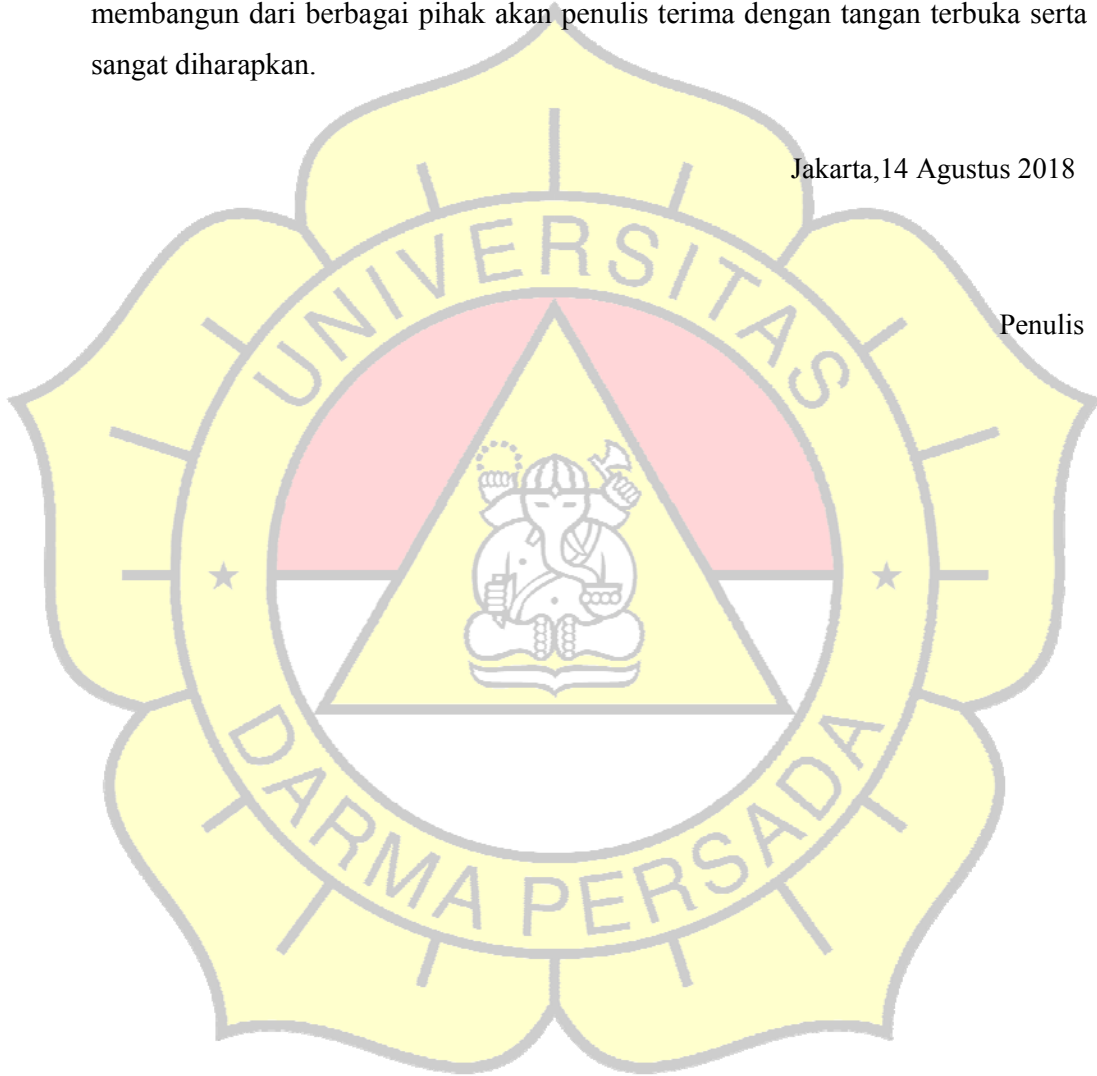 membangun dari berbagai pihak akan penulis terima dengan tangan terbuka serta
sangat diharapkan.
Jakarta,14 Agustus 2018
Penulis
UNIVERSITAS
DARMA PERSADA